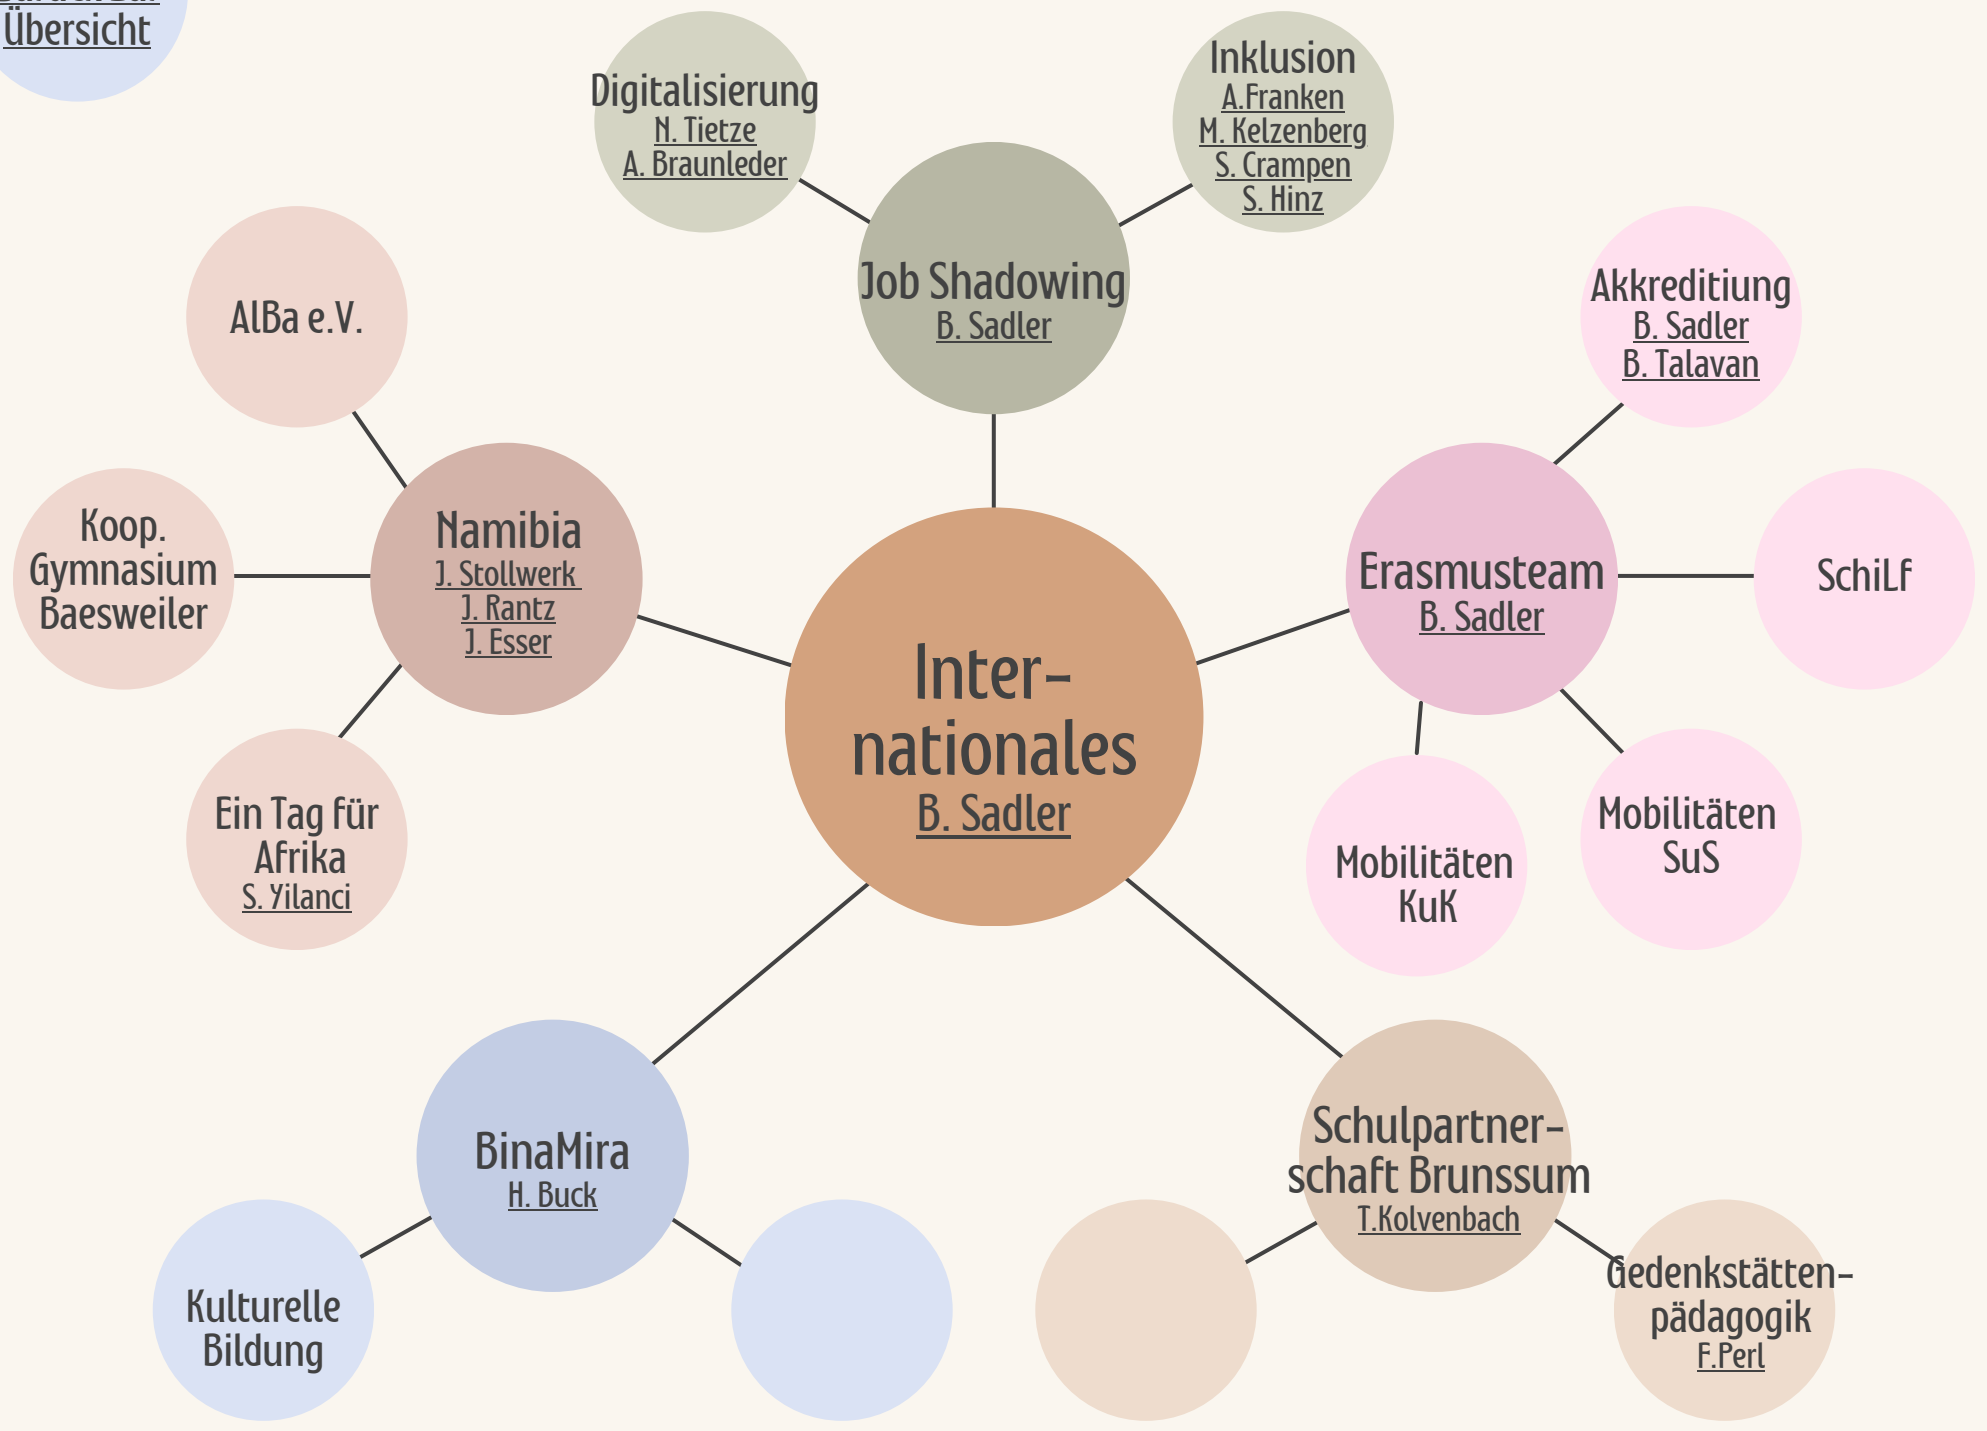 Übersicht
Digitalisierung
N. Tietze
A. Braunleder
Inklusion
A.Franken
M. Kelzenberg
S. Crampen
S. Hinz
Job Shadowing
B. Sadler
AlBa e.V.
Akkreditiung
B. Sadler
B. Talavan
Koop.
Gymnasium
Baesweiler
Namibia
J. Stollwerk
J. Rantz
J. Esser
Erasmusteam
B. Sadler
SchiLf
Inter-
nationales
B. Sadler
Ein Tag für
Afrika
S. Yilanci
Mobilitäten
KuK
Mobilitäten
SuS
BinaMira
H. Buck
Schulpartner-
schaft Brunssum
T.Kolvenbach
Kulturelle
Bildung
Gedenkstätten-
pädagogik
F.Perl